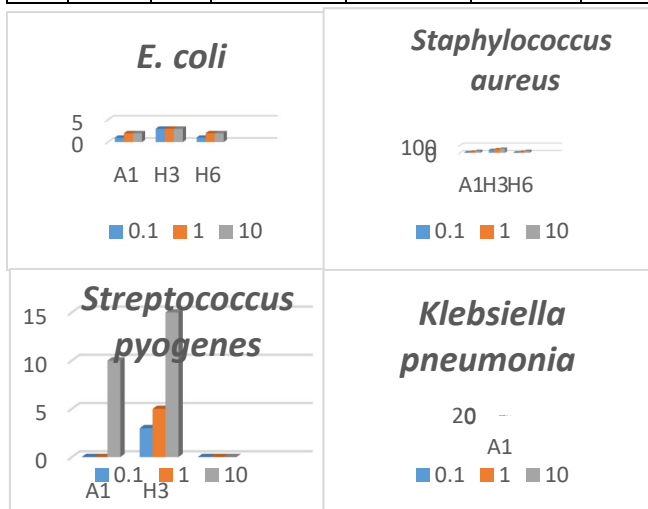 E. coli
5
0
A1 H3 H6
0.1 1 10
Staphylococcus
aureus
100
0
A1H3H6
0.1 1 10
Streptococcus
pyogenes
15
10
5
0
0.1 1 10
A1 H3
Klebsiella
pneumonia
20
0
A1
0.1 1 10